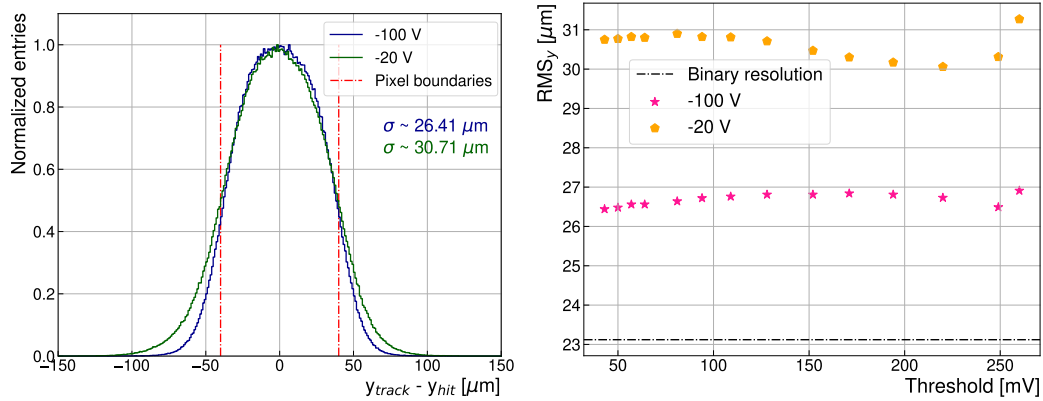 Normalized entries
1.0
0.8
0.6
0.4
0.2
0.0
-100 V
-20 V
Pixel boundaries
σ ~ 26.41 μm
σ ~ 30.71 μm
−150
−100
−50
0
50
100
150
y_track - y_hit [μm]
RMS_y [μm]
31
30
29
28
27
26
25
24
23
Binary resolution
-100 V
-20 V
50
100
150
200
250
Threshold [mV]